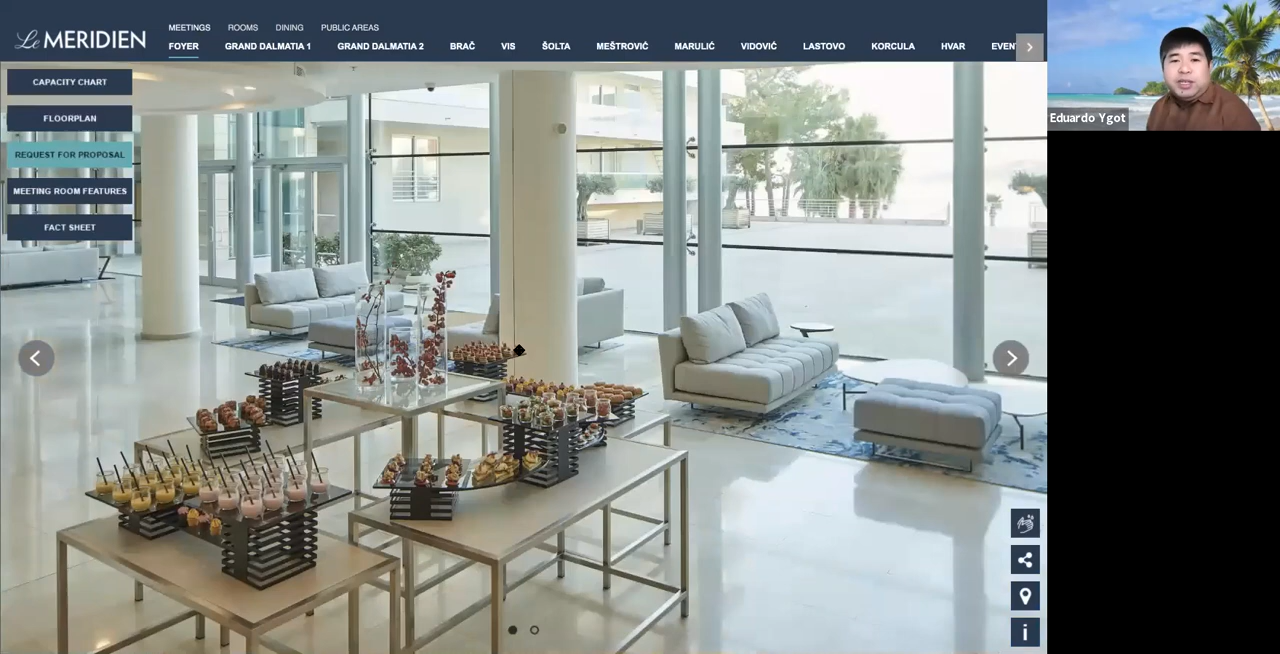 Le MERIDIEN
MEETINGS ROOMS DINING PUBLIC AREAS
FOYER GRAND DALMATIA 1 GRAND DALMATIA 2 BRAČ VIS ŠOLTA MEŠTROVIĆ MARULIĆ VIDOVIĆ LASTOVO KORCULA HVAR EVENT
CAPACITY CHART
FLOORPLAN
REQUEST FOR PROPOSAL
MEETING ROOM FEATURES
FACT SHEET
Eduardo Ygot